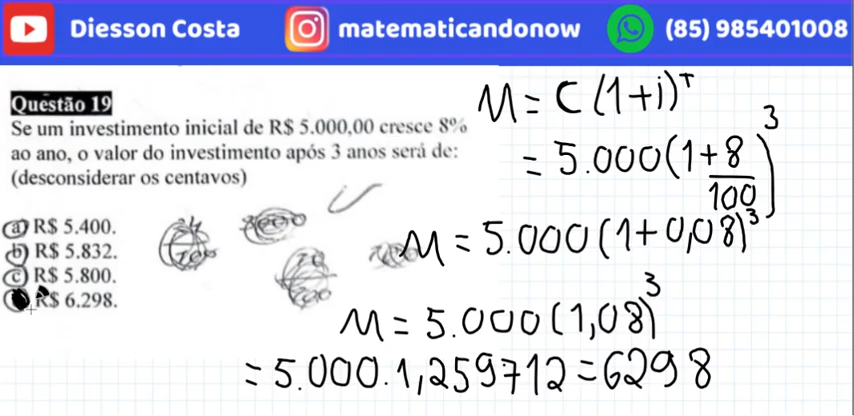 Diesson Costa
matematicandonow
(85) 985401008
Questão 19
Se um investimento inicial de R$ 5.000,00 cresce 8%
ao ano, o valor do investimento após 3 anos será de:
(desconsiderar os centavos)
a) R$ 5.400.
b) R$ 5.832.
c) R$ 5.800.
R$ 6.298.
M = C (1+i)ᵀ
= 5.000(1+8/100)³
M = 5.000(1+0,08)³
M = 5.000(1,08)³
= 5.000.1,259712=6298